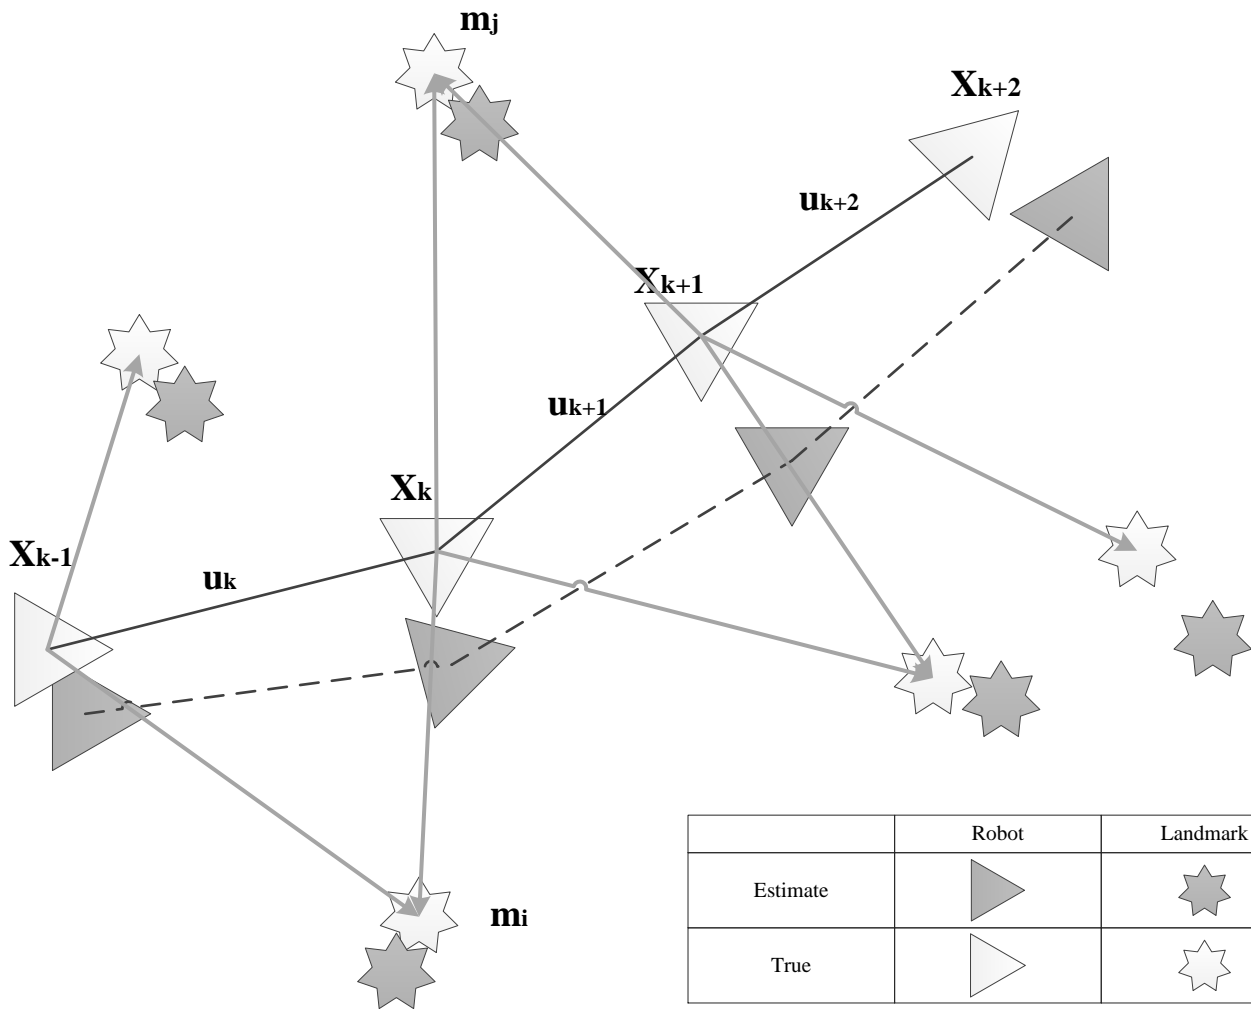 mj
Xk+2
uk+2
Xk+1
uk+1
Xk
Xk-1
uk
mi
Robot Landmark
Estimate
True